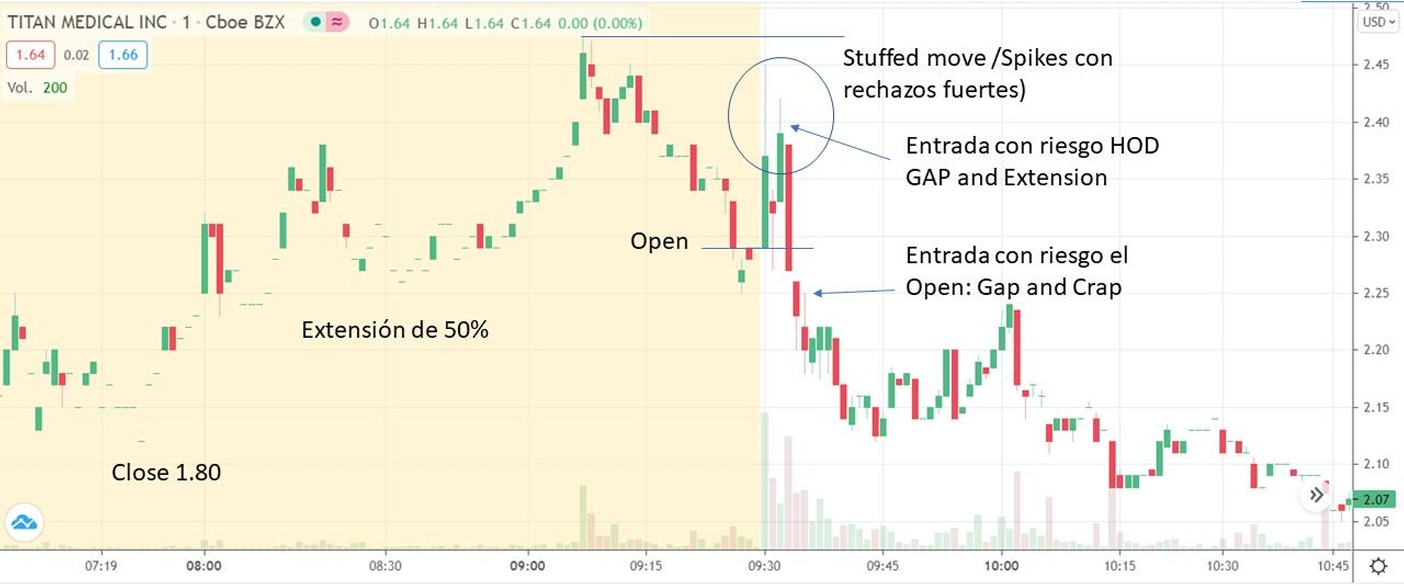 TITAN MEDICAL INC · 1 · Cboe BZX ≈ O1.64 H1.64 L1.64 C1.64 0.00 (0.00%)
1.64 0.02 1.66
Vol. 200
2.50
USD
Stuffed move /Spikes con
rechazos fuertes)
2.45
2.40
Entrada con riesgo HOD
GAP and Extension
2.35
Open
2.30
Entrada con riesgo el
Open: Gap and Crap
2.25
Extensión de 50%
2.20
2.15
Close 1.80
2.10
2.07
2.05
07:19 08:00 08:30 09:00 09:15 09:30 09:45 10:00 10:15 10:30 10:45